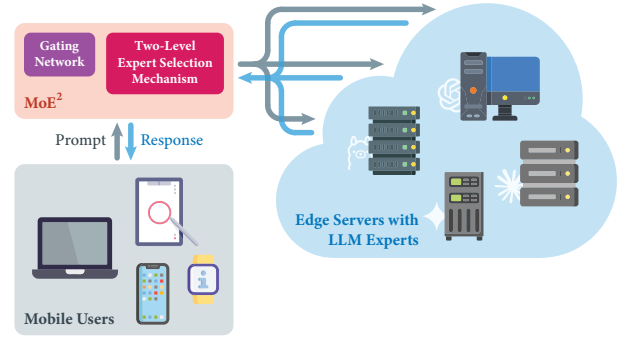 Gating
Network
Two-Level
Expert Selection
Mechanism
MoE²
Prompt
Response
Edge Servers with
LLM Experts
Mobile Users